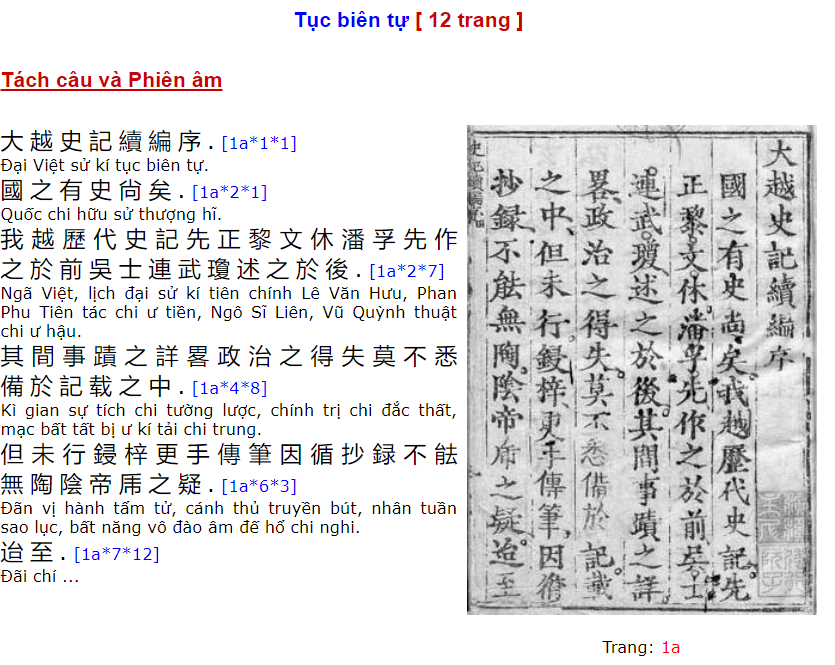 Tục biên tự [ 12 trang ]
Tách câu và Phiên âm
大越史記續編序. [1a*1*1]
Đại Việt sử kí tục biên tự.
國之有史尙矣. [1a*2*1]
Quốc chi hữu sử thượng hĩ.
我越歷代史記先正黎文休潘孚先作
之於前吳士連武瓊述之於後. [1a*2*7]
Ngã Việt, lịch đại sử kí tiên chính Lê Văn Hưu, Phan
Phu Tiên tác chi ư tiền, Ngô Sĩ Liên, Vũ Quỳnh thuật
chi ư hậu.
其間事蹟之詳畧政治之得失莫不悉
備於記载之中. [1a*4*8]
Kì gian sự tích chi tường lược, chính trị chi đắc thất,
mạc bất tất bị ư kí tải chi trung.
但未行鋟梓更手傳筆因循抄録不能
無陶陰帝乕之疑. [1a*6*3]
Đãn vị hành tẩm tử, cánh thủ truyền bút, nhân tuần
sao lục, bất năng vô đào âm đế hổ chi nghi.
迨至. [1a*7*12]
Đãi chí ...
大越史記續編序
國之有史尚矣我越歷代史記先
正黎文休潘孚先作之於前吳士
連武瓊述之於後其間事蹟之詳
畧政治之得失莫不悉備於記載
之中但未行鋟梓更手傳筆因循
抄録不能無陶陰帝乕之疑迨至
Trang: 1a